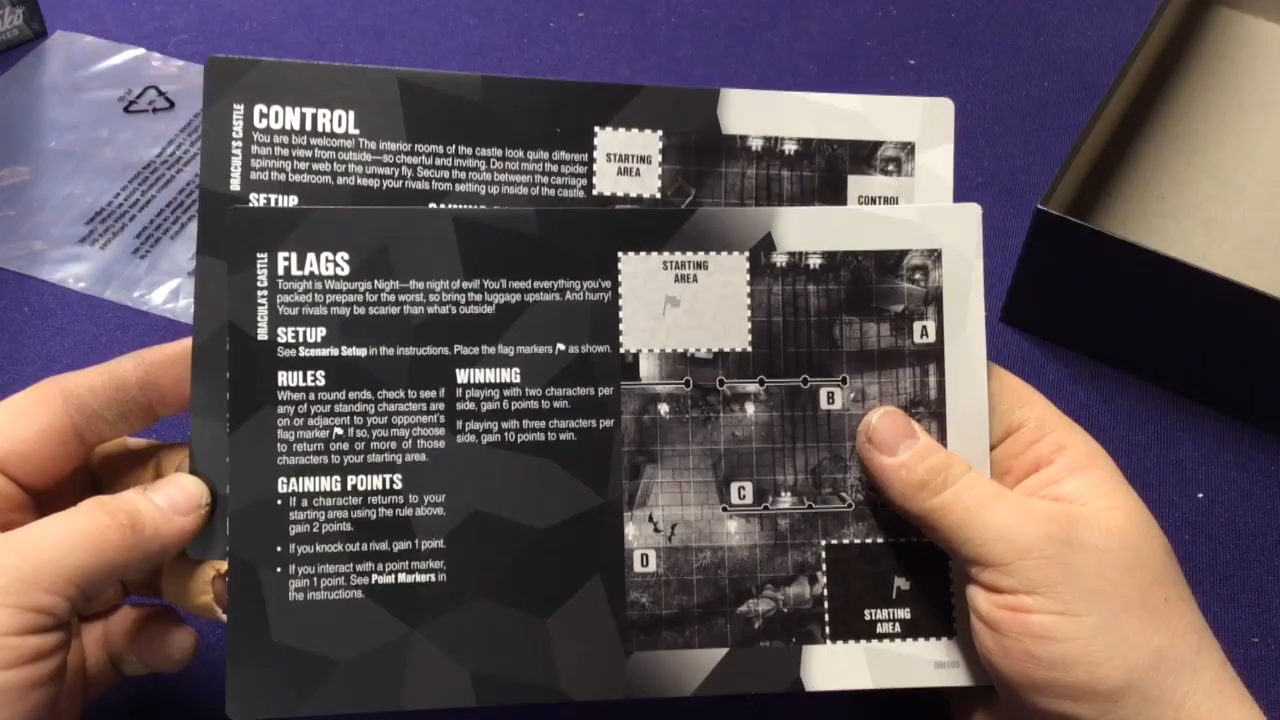 DRACULA'S CASTLE
CONTROL
You are bid welcome! The interior rooms of the castle look quite different
than the view from outside—so cheerful and inviting. Do not mind the spider
spinning her web for the unwary fly. Secure the route between the carriage
and the bedroom, and keep your rivals from setting up inside of the castle.
SETUP
STARTING
AREA
CONTROL
DRACULA'S CASTLE
FLAGS
Tonight is Walpurgis Night—the night of evil! You'll need everything you've
packed to prepare for the worst, so bring the luggage upstairs. And hurry!
Your rivals may be scarier than what's outside!
SETUP
See Scenario Setup in the instructions. Place the flag markers as shown.
RULES
When a round ends, check to see if
any of your standing characters are
on or adjacent to your opponent's
flag marker . If so, you may choose
to return one or more of those
characters to your starting area.
GAINING POINTS
• If a character returns to your
starting area using the rule above,
gain 2 points.
• If you knock out a rival, gain 1 point.
• If you interact with a point marker,
gain 1 point. See Point Markers in
the instructions.
WINNING
If playing with two characters per
side, gain 6 points to win.
If playing with three characters per
side, gain 10 points to win.
STARTING
AREA
A
B
C
D
STARTING
AREA